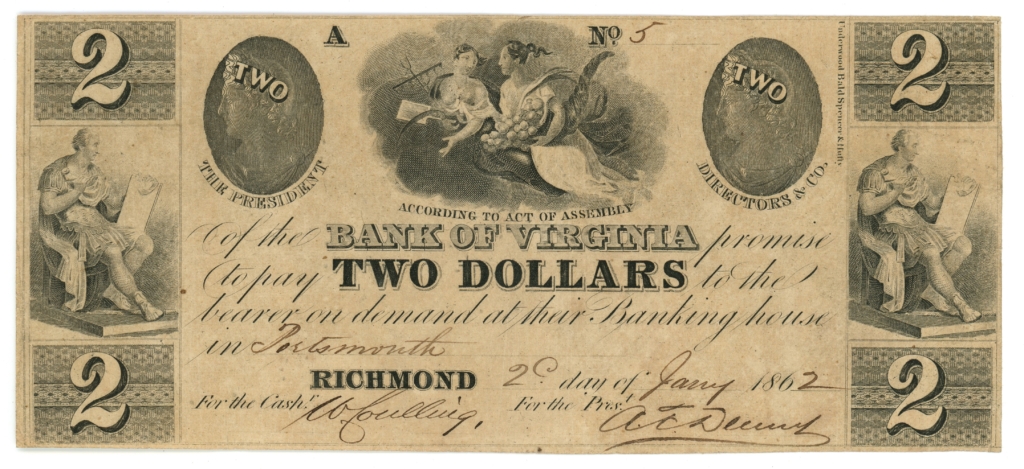 2 A No 5 2
TWO TWO
THE PRESIDENT DIRECTORS & CO.
Underwood Bald Spencer & Hufty
ACCORDING TO ACT OF ASSEMBLY
of the BANK OF VIRGINIA promise
to pay TWO DOLLARS to the
bearer on demand at their Banking house
in Portsmouth
RICHMOND 2d day of Jany 1862
For the Cashr. For the Prest.
2 2